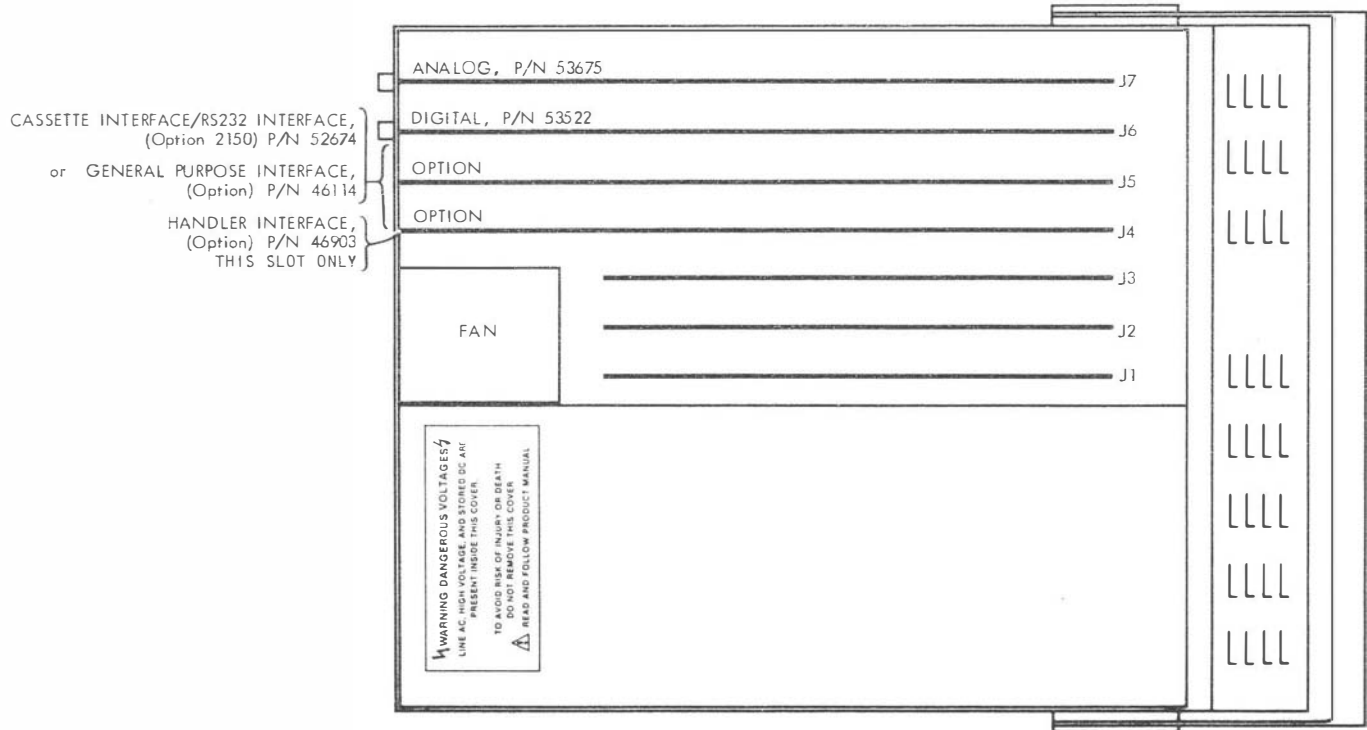 ANALOG, P/N 53675
J7
CASSETTE INTERFACE/RS232 INTERFACE,
(Option 2150) P/N 52674
DIGITAL, P/N 53522
J6
or GENERAL PURPOSE INTERFACE,
(Option) P/N 46114
OPTION
J5
HANDLER INTERFACE,
(Option) P/N 46903
THIS SLOT ONLY
OPTION
J4
J3
FAN
J2
J1
WARNING DANGEROUS VOLTAGES
LINE AC, HIGH VOLTAGE, AND STORED DC ARE
PRESENT INSIDE THIS COVER.
TO AVOID RISK OF INJURY OR DEATH
DO NOT REMOVE THIS COVER
READ AND FOLLOW PRODUCT MANUAL